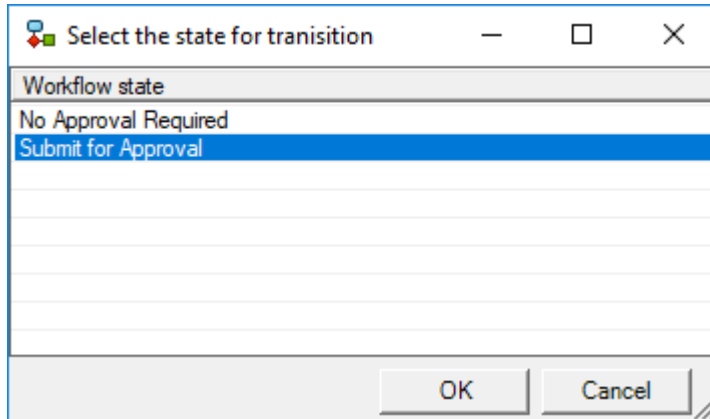 Select the state for tranisition
Workflow state
No Approval Required
Submit for Approval
OK Cancel